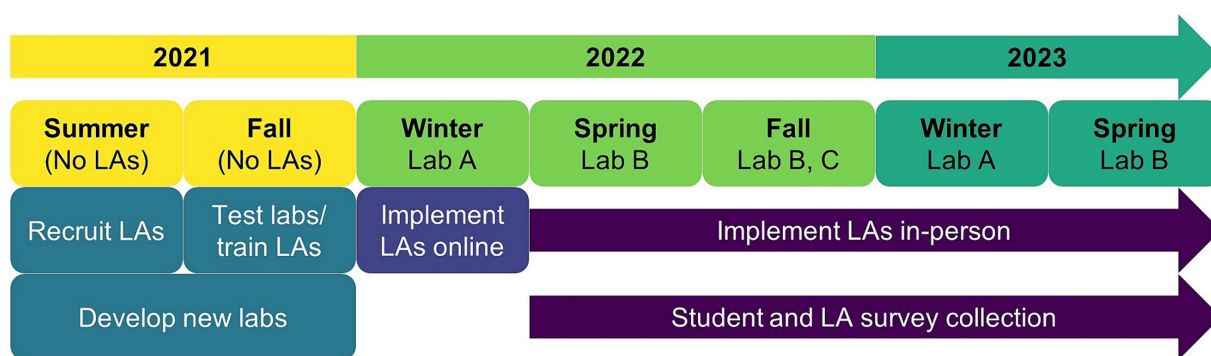 2021
2022
2023
Summer
(No LAs)
Fall
(No LAs)
Winter
Lab A
Spring
Lab B
Fall
Lab B, C
Winter
Lab A
Spring
Lab B
Recruit LAs
Test labs/
train LAs
Implement
LAs online
Implement LAs in-person
Develop new labs
Student and LA survey collection